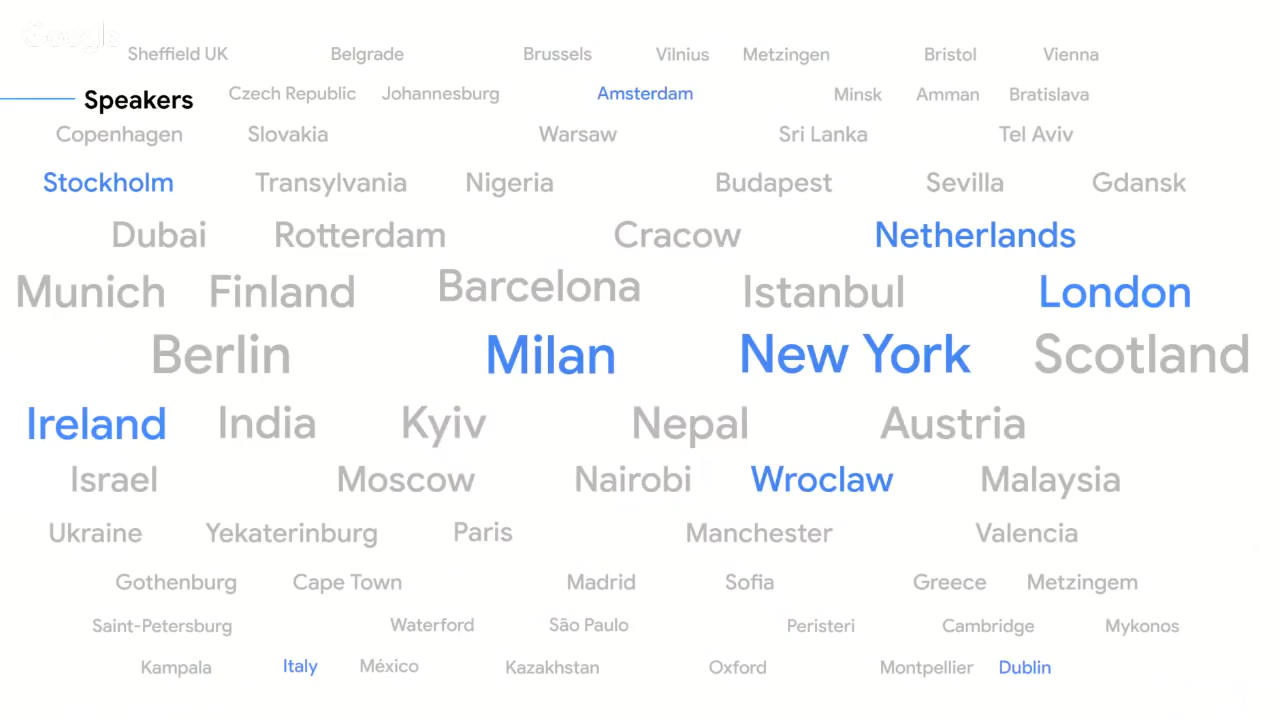 Google
Sheffield UK Belgrade Brussels Vilnius Metzingen Bristol Vienna
Speakers Czech Republic Johannesburg Amsterdam Minsk Amman Bratislava
Copenhagen Slovakia Warsaw Sri Lanka Tel Aviv
Stockholm Transylvania Nigeria Budapest Sevilla Gdansk
Dubai Rotterdam Cracow Netherlands
Munich Finland Barcelona Istanbul London
Berlin Milan New York Scotland
Ireland India Kyiv Nepal Austria
Israel Moscow Nairobi Wroclaw Malaysia
Ukraine Yekaterinburg Paris Manchester Valencia
Gothenburg Cape Town Madrid Sofia Greece Metzingem
Saint-Petersburg Waterford São Paulo Peristeri Cambridge Mykonos
Kampala Italy México Kazakhstan Oxford Montpellier Dublin